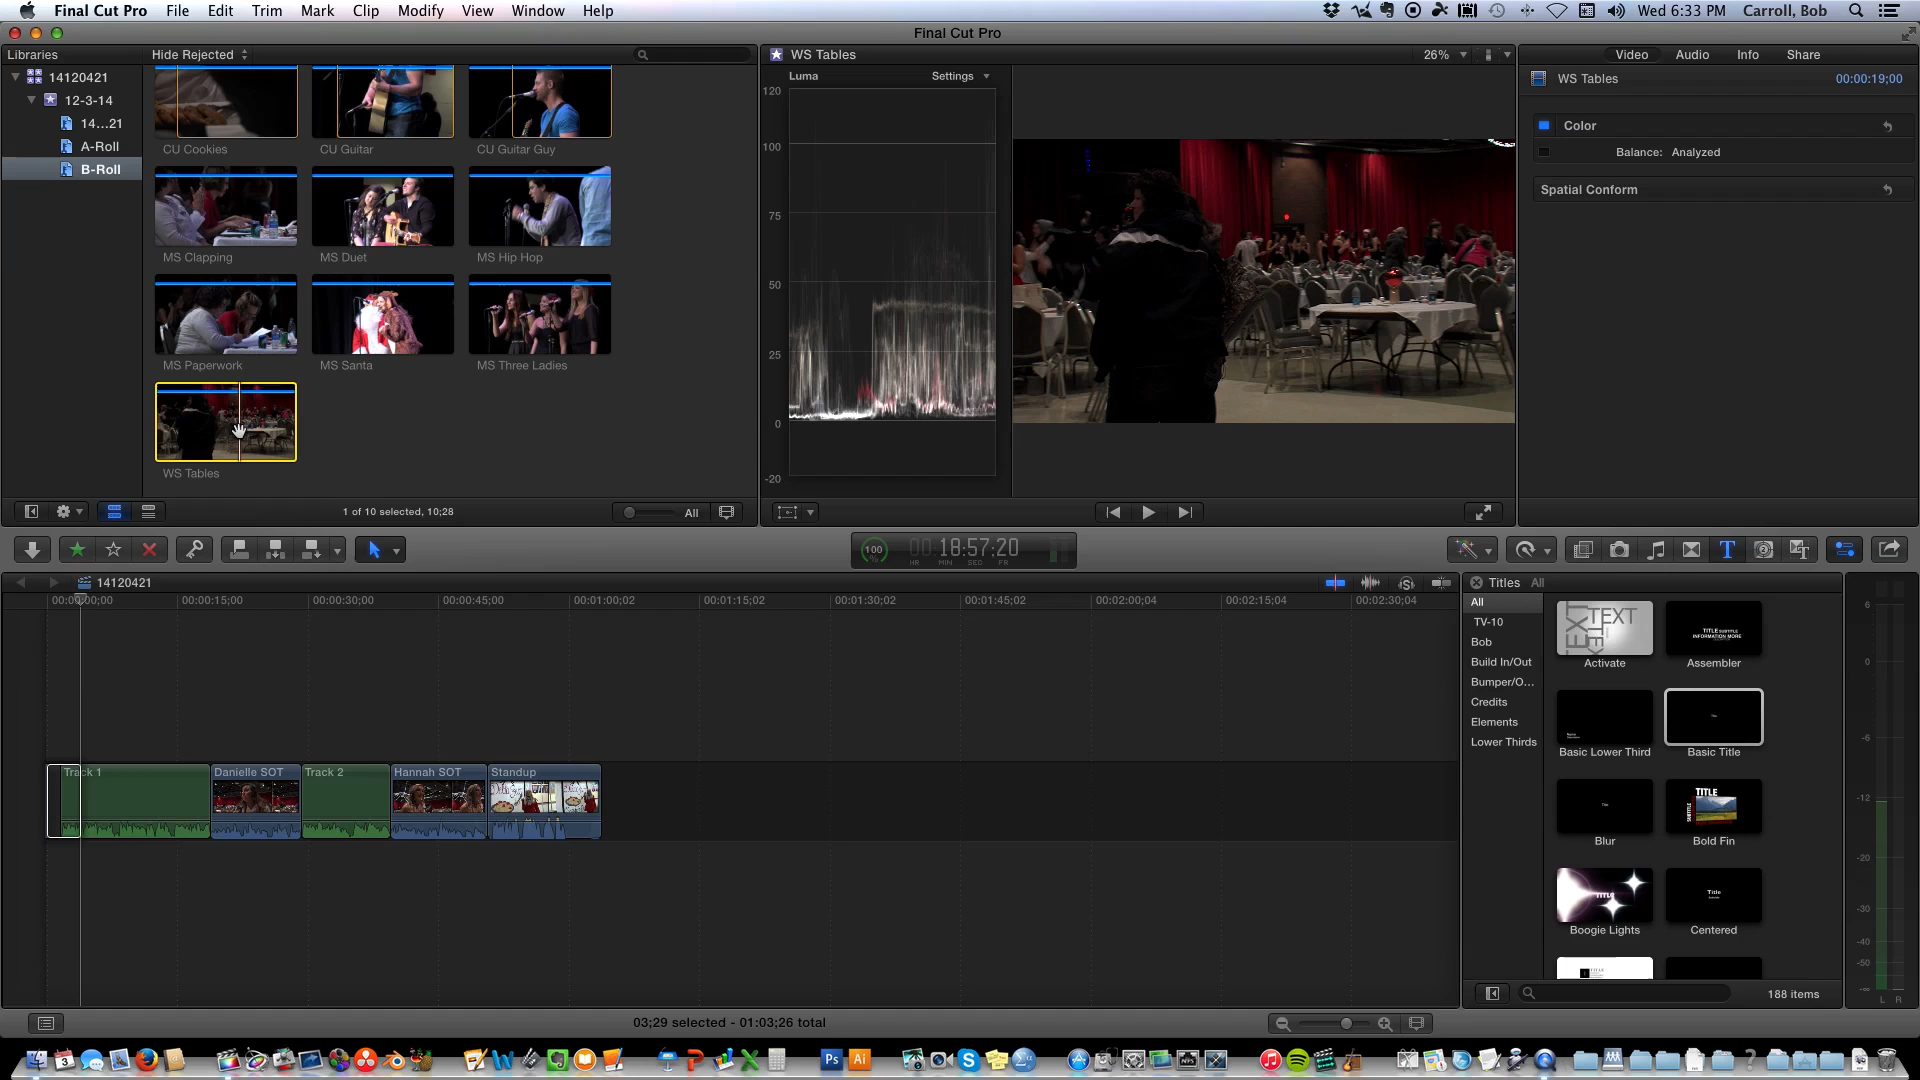 Final Cut Pro File Edit Trim Mark Clip Modify View Window Help Wed 6:33 PM Carroll, Bob
Final Cut Pro
Libraries Hide Rejected WS Tables 26% Video Audio Info Share
14120421 Luma Settings WS Tables 00:00:19;00
12-3-14
14...21
A-Roll
B-Roll
CU Cookies CU Guitar CU Guitar Guy
MS Clapping MS Duet MS Hip Hop
MS Paperwork MS Santa MS Three Ladies
WS Tables
120
100
75
50
25
0
-20
Color
Balance: Analyzed
Spatial Conform
1 of 10 selected, 10;28 All
100 00:18:57;20
HR MIN SEC FR
14120421
00:00:00;00 00:00:15;00 00:00:30;00 00:00:45;00 00:01:00;02 00:01:15;02 00:01:30;02 00:01:45;02 00:02:00;04 00:02:15;04 00:02:30;04
Track 1 Danielle SOT Track 2 Hannah SOT Standup
Titles All
All
TV-10
Bob
Build In/Out
Bumper/O...
Credits
Elements
Lower Thirds
TEXT
Activate
TITLE SUBTITLE
INFORMATION MORE
Assembler
Basic Lower Third
Title
Basic Title
Blur
TITLE
SUBTITLE
Bold Fin
Boogie Lights
Title
Centered
188 items
6
0
-6
-12
-20
-30
-40
-50
-∞
L R
03;29 selected - 01:03;26 total
Ps Ai